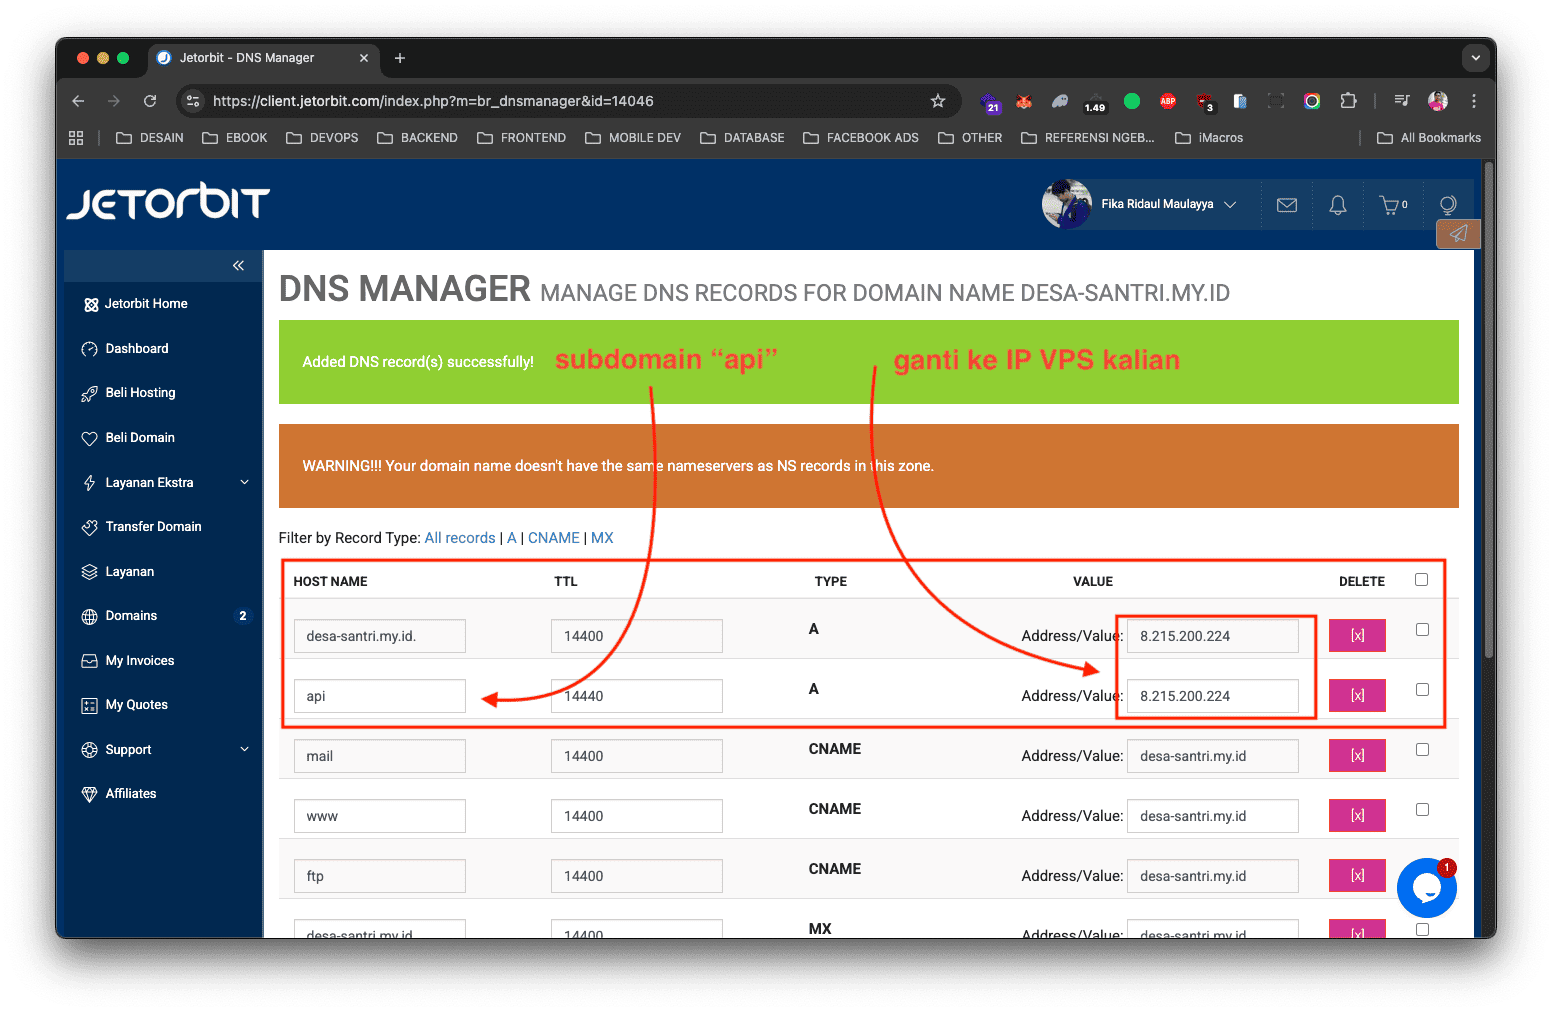 Jetorbit - DNS Manager
https://client.jetorbit.com/index.php?m=br_dnsmanager&id=14046
21
1.49
ABP
3
DESAIN
EBOOK
DEVOPS
BACKEND
FRONTEND
MOBILE DEV
DATABASE
FACEBOOK ADS
OTHER
REFERENSI NGEB...
iMacros
All Bookmarks
JETORBIT
Fika Ridaul Maulayya
0
Jetorbit Home
Dashboard
Beli Hosting
Beli Domain
Layanan Ekstra
Transfer Domain
Layanan
Domains 2
My Invoices
My Quotes
Support
Affiliates
DNS MANAGER MANAGE DNS RECORDS FOR DOMAIN NAME DESA-SANTRI.MY.ID
Added DNS record(s) successfully!
subdomain “api”
ganti ke IP VPS kalian
WARNING!!! Your domain name doesn't have the same nameservers as NS records in this zone.
Filter by Record Type: All records | A | CNAME | MX
HOST NAME TTL TYPE VALUE DELETE
desa-santri.my.id. 14400 A Address/Value: 8.215.200.224 [x]
api 14440 A Address/Value: 8.215.200.224 [x]
mail 14400 CNAME Address/Value: desa-santri.my.id [x]
www 14400 CNAME Address/Value: desa-santri.my.id [x]
ftp 14400 CNAME Address/Value: desa-santri.my.id [x]
desa-santri.my.id 14400 MX Address/Value: desa-santri.my.id [x]
1